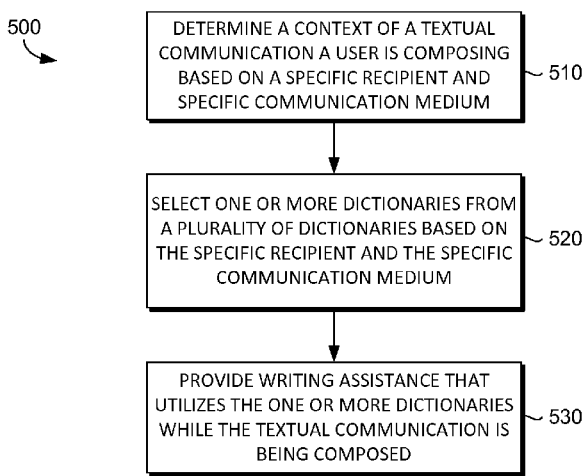 500
DETERMINE A CONTEXT OF A TEXTUAL
COMMUNICATION A USER IS COMPOSING
BASED ON A SPECIFIC RECIPIENT AND
SPECIFIC COMMUNICATION MEDIUM
510
SELECT ONE OR MORE DICTIONARIES FROM
A PLURALITY OF DICTIONARIES BASED ON
THE SPECIFIC RECIPIENT AND THE SPECIFIC
COMMUNICATION MEDIUM
520
PROVIDE WRITING ASSISTANCE THAT
UTILIZES THE ONE OR MORE DICTIONARIES
WHILE THE TEXTUAL COMMUNICATION IS
BEING COMPOSED
530